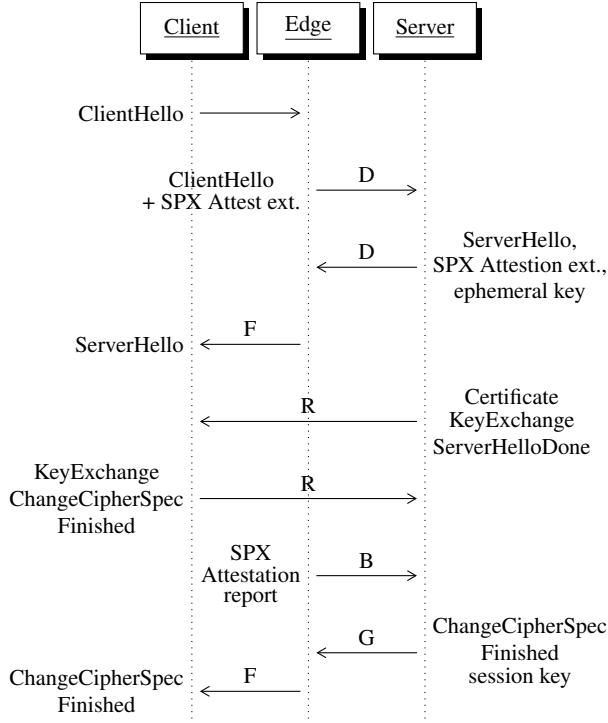 Client
Edge
Server
ClientHello
ClientHello
+ SPX Attest ext.
D
D
ServerHello,
SPX Attestion ext.,
ephemeral key
ServerHello
F
R
Certificate
KeyExchange
ServerHelloDone
KeyExchange
ChangeCipherSpec
Finished
R
SPX
Attestation
report
B
G
ChangeCipherSpec
Finished
session key
ChangeCipherSpec
Finished
F